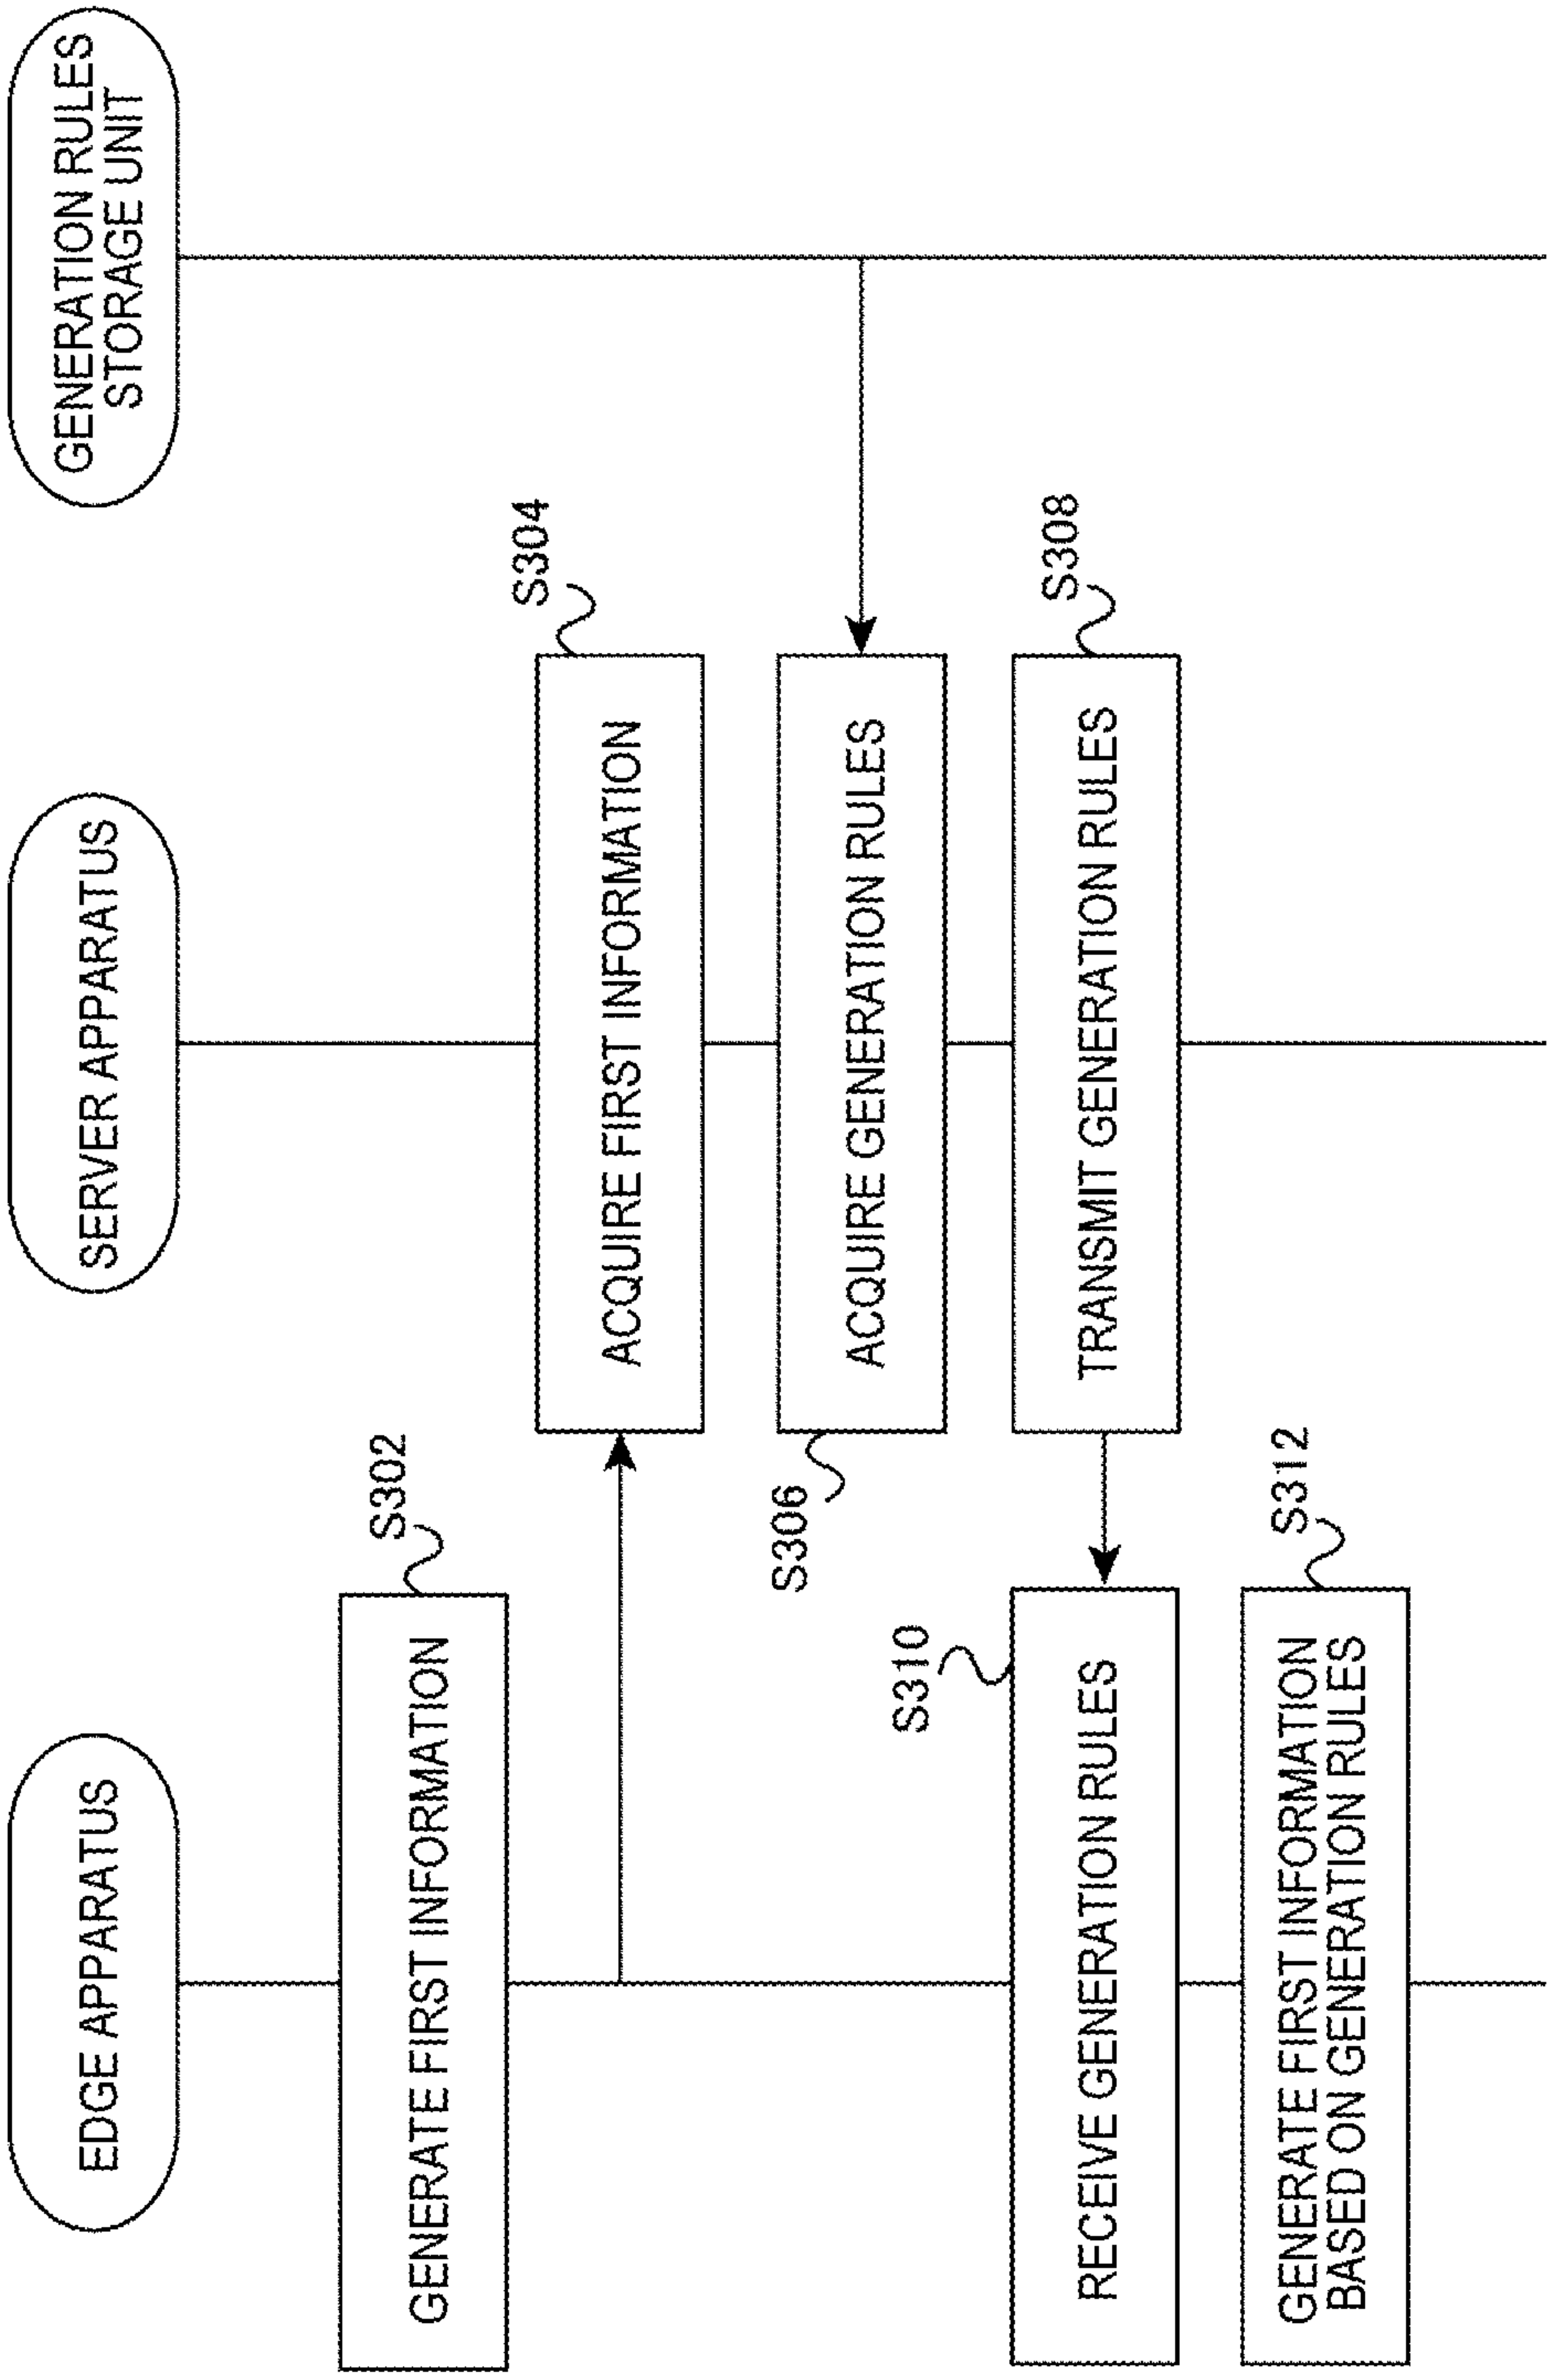 EDGE APPARATUS
SERVER APPARATUS
GENERATION RULES
STORAGE UNIT
S302
GENERATE FIRST INFORMATION
S304
ACQUIRE FIRST INFORMATION
S306
ACQUIRE GENERATION RULES
S308
TRANSMIT GENERATION RULES
S310
RECEIVE GENERATION RULES
S312
GENERATE FIRST INFORMATION
BASED ON GENERATION RULES